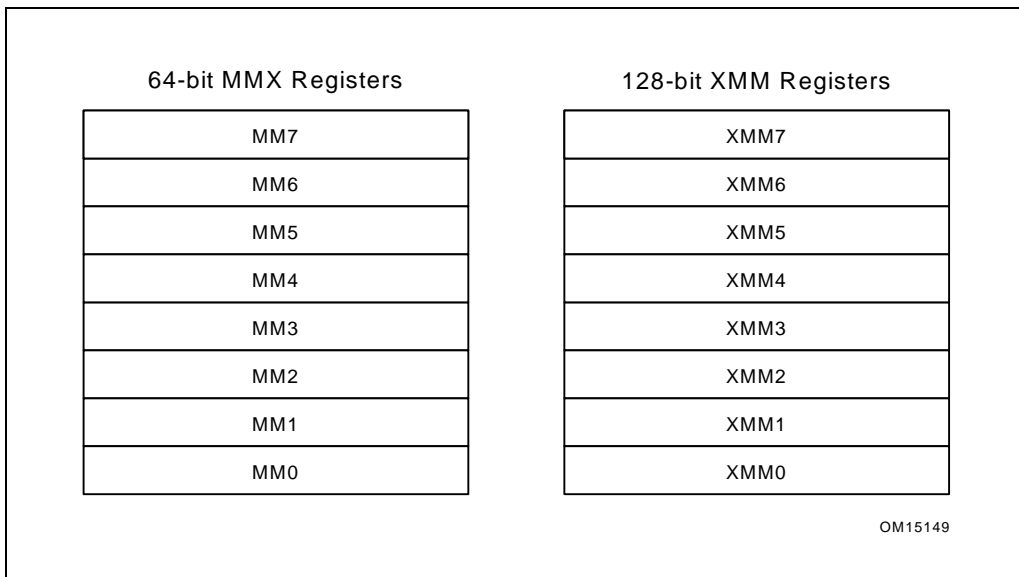 64-bit MMX Registers
MM7
MM6
MM5
MM4
MM3
MM2
MM1
MM0
128-bit XMM Registers
XMM7
XMM6
XMM5
XMM4
XMM3
XMM2
XMM1
XMM0
OM15149